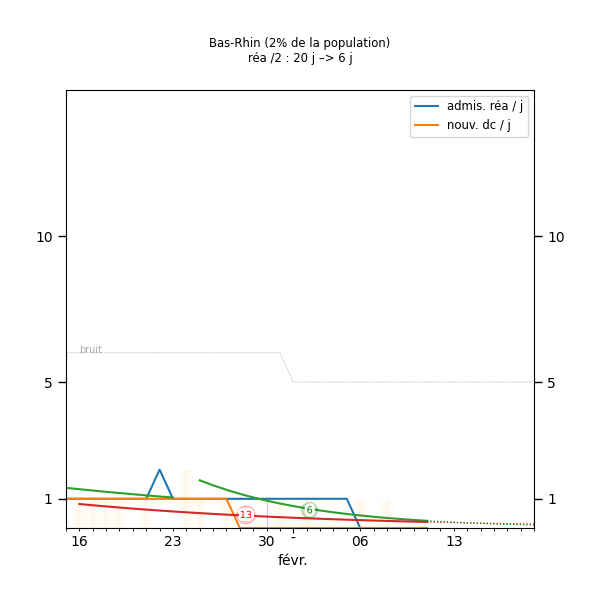 Bas-Rhin (2% de la population)
réa /2 : 20 j –> 6 j
admis. réa / j
nouv. dc / j
10
10
bruit
5
5
1
1
13
6
16
23
30
-
06
13
févr.